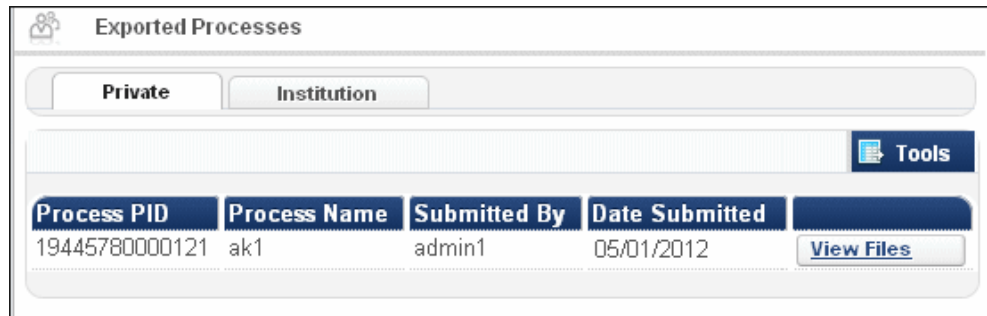 Exported Processes
Private Institution
Tools
Process PID Process Name Submitted By Date Submitted
19445780000121 ak1 admin1 05/01/2012 View Files